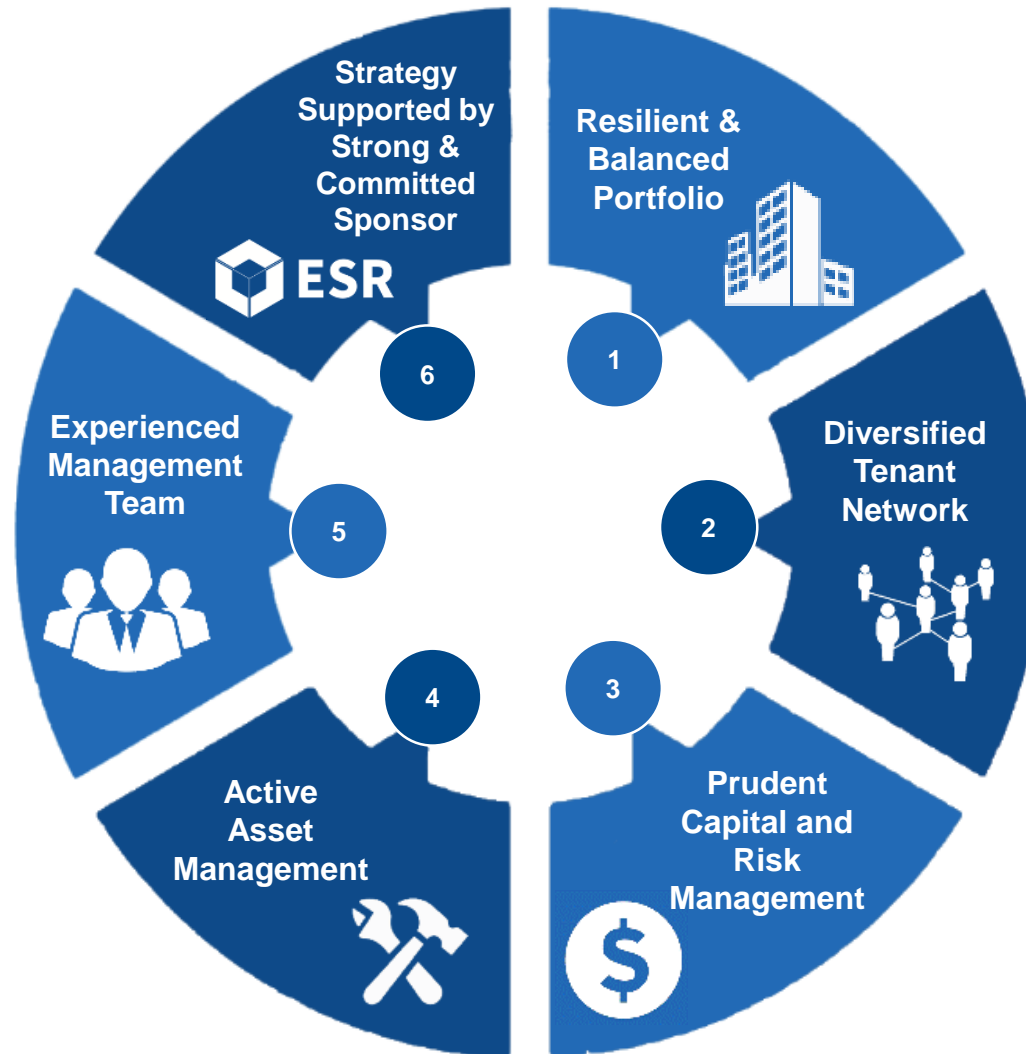 Resilient &
Balanced
Portfolio
1
Diversified
Tenant
Network
2
Prudent
Capital and
Risk
Management
$
3
Active
Asset
Management
4
Experienced
Management
Team
5
Strategy
Supported by
Strong &
Committed
Sponsor
ESR
6